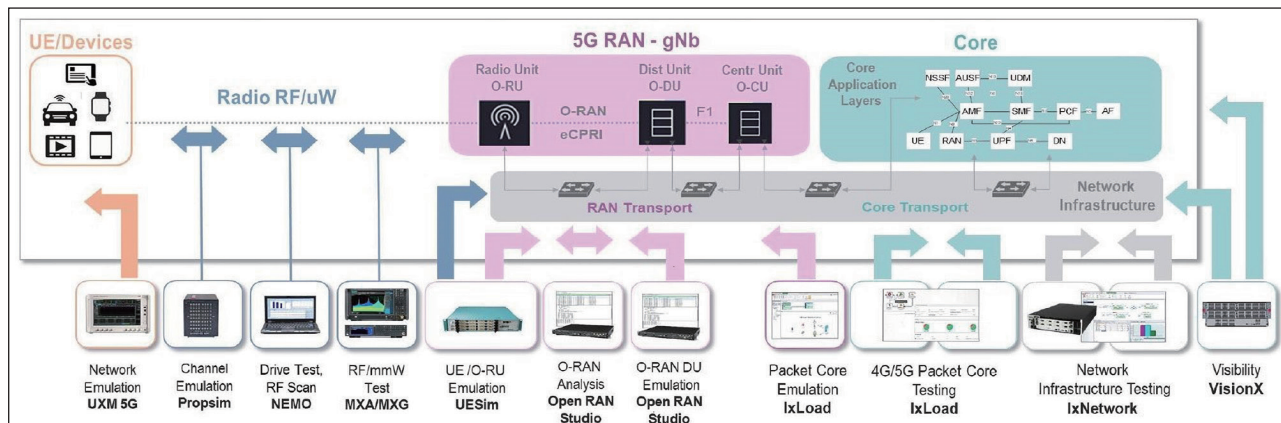 UE/Devices
Radio RF/uW
5G RAN - gNb
Radio Unit
O-RU
Dist Unit
O-DU
Centr Unit
O-CU
O-RAN
eCPRI
F1
Core
Core
Application
Layers
NSSF
AUSF
UDM
AMF
SMF
PCF
AF
UE
RAN
UPF
DN
RAN Transport
Core Transport
Network
Infrastructure
Network
Emulation
UXM 5G
Channel
Emulation
Propsim
Drive Test,
RF Scan
NEMO
RF/mmW
Test
MXA/MXG
UE /O-RU
Emulation
UESim
O-RAN
Analysis
Open RAN
Studio
O-RAN DU
Emulation
Open RAN
Studio
Packet Core
Emulation
IxLoad
4G/5G Packet Core
Testing
IxLoad
Network
Infrastructure Testing
IxNetwork
Visibility
VisionX